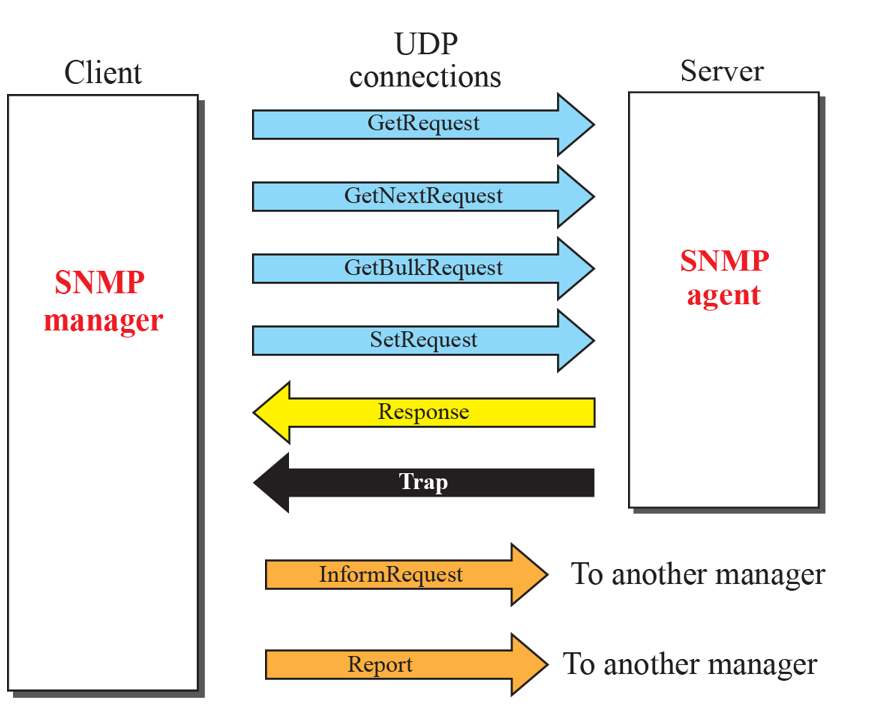 UDP
connections
Client
Server
GetRequest
GetNextRequest
GetBulkRequest
SetRequest
Response
Trap
SNMP
manager
SNMP
agent
InformRequest
To another manager
Report
To another manager